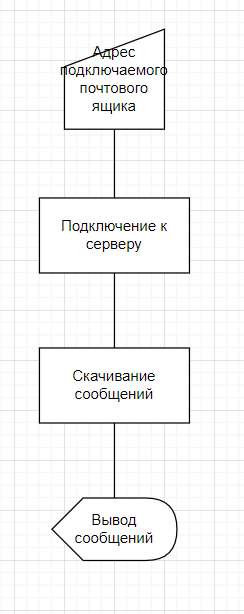 Адрес
подключаемого
почтового
ящика
Подключение к
серверу
Скачивание
сообщений
Вывод
сообщений